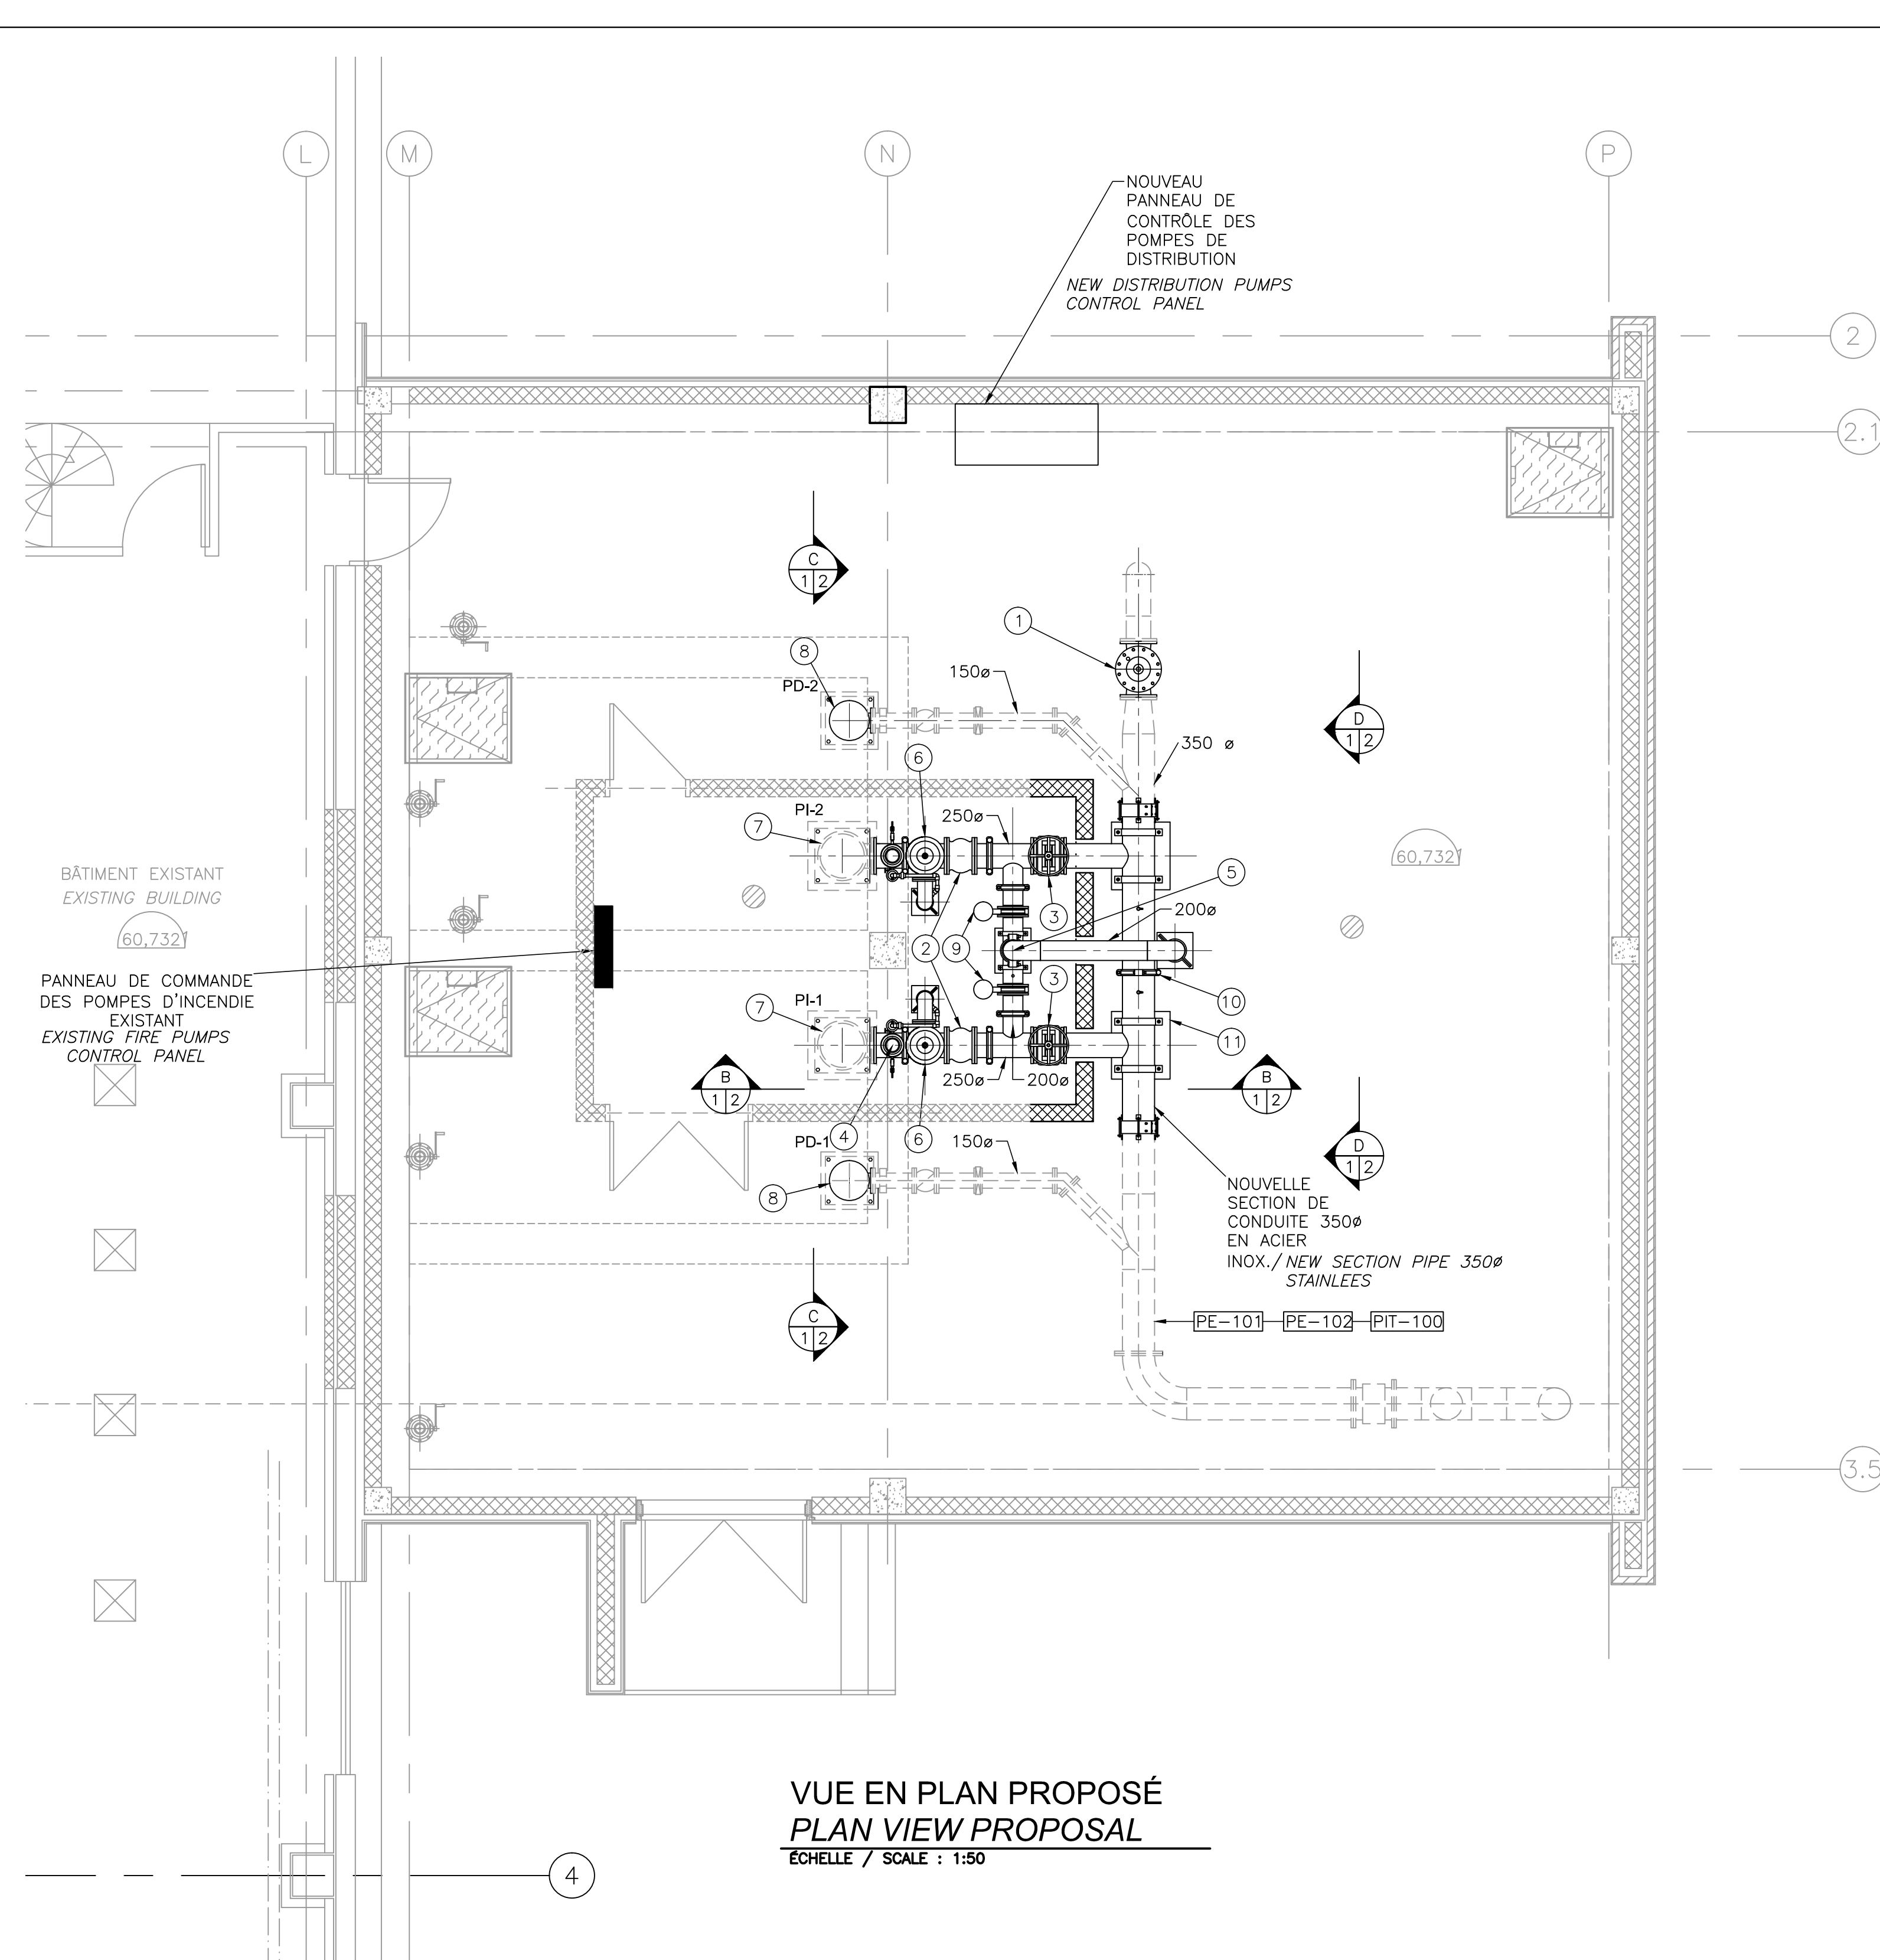 L
M
N
P
NOUVEAU
PANNEAU DE
CONTRÔLE DES
POMPES DE
DISTRIBUTION
NEW DISTRIBUTION PUMPS
CONTROL PANEL
2
2.1
C
1 2
1
8
150ø
PD-2
D
1 2
350 ø
6
PI-2
250ø
7
60,732
BÂTIMENT EXISTANT
EXISTING BUILDING
60,732
5
3
200ø
2
9
PANNEAU DE COMMANDE
DES POMPES D'INCENDIE
EXISTANT
EXISTING FIRE PUMPS
CONTROL PANEL
3
10
PI-1
7
11
B
1 2
250ø
200ø
B
1 2
PD-1
4
6
150ø
D
1 2
8
NOUVELLE
SECTION DE
CONDUITE 350ø
EN ACIER
INOX./ NEW SECTION PIPE 350ø
STAINLEES
C
1 2
PE-101
PE-102
PIT-100
3.5
VUE EN PLAN PROPOSÉ
PLAN VIEW PROPOSAL
ÉCHELLE / SCALE : 1:50
4